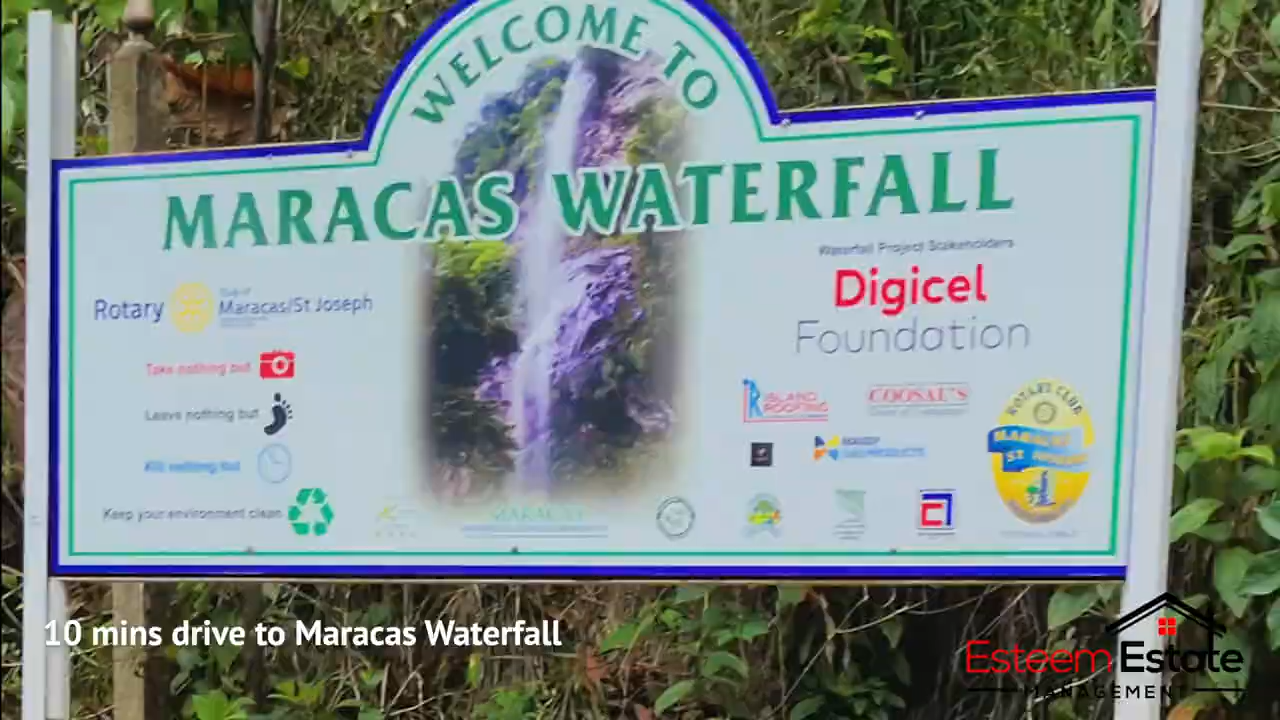 WELCOME TO
MARACAS WATERFALL
Waterfall Project Stakeholders
Digicel
Foundation
Rotary
Club of
Maracas/St Joseph
Take nothing but
Leave nothing but
Kill nothing but
Keep your environment clean
ISLAND
ROOFING
COOSAL'S
MASSY
GAS PRODUCTS
ROTARY CLUB
MARACAS
ST JOSEPH
MARACAS
10 mins drive to Maracas Waterfall
Esteem Estate
MANAGEMENT